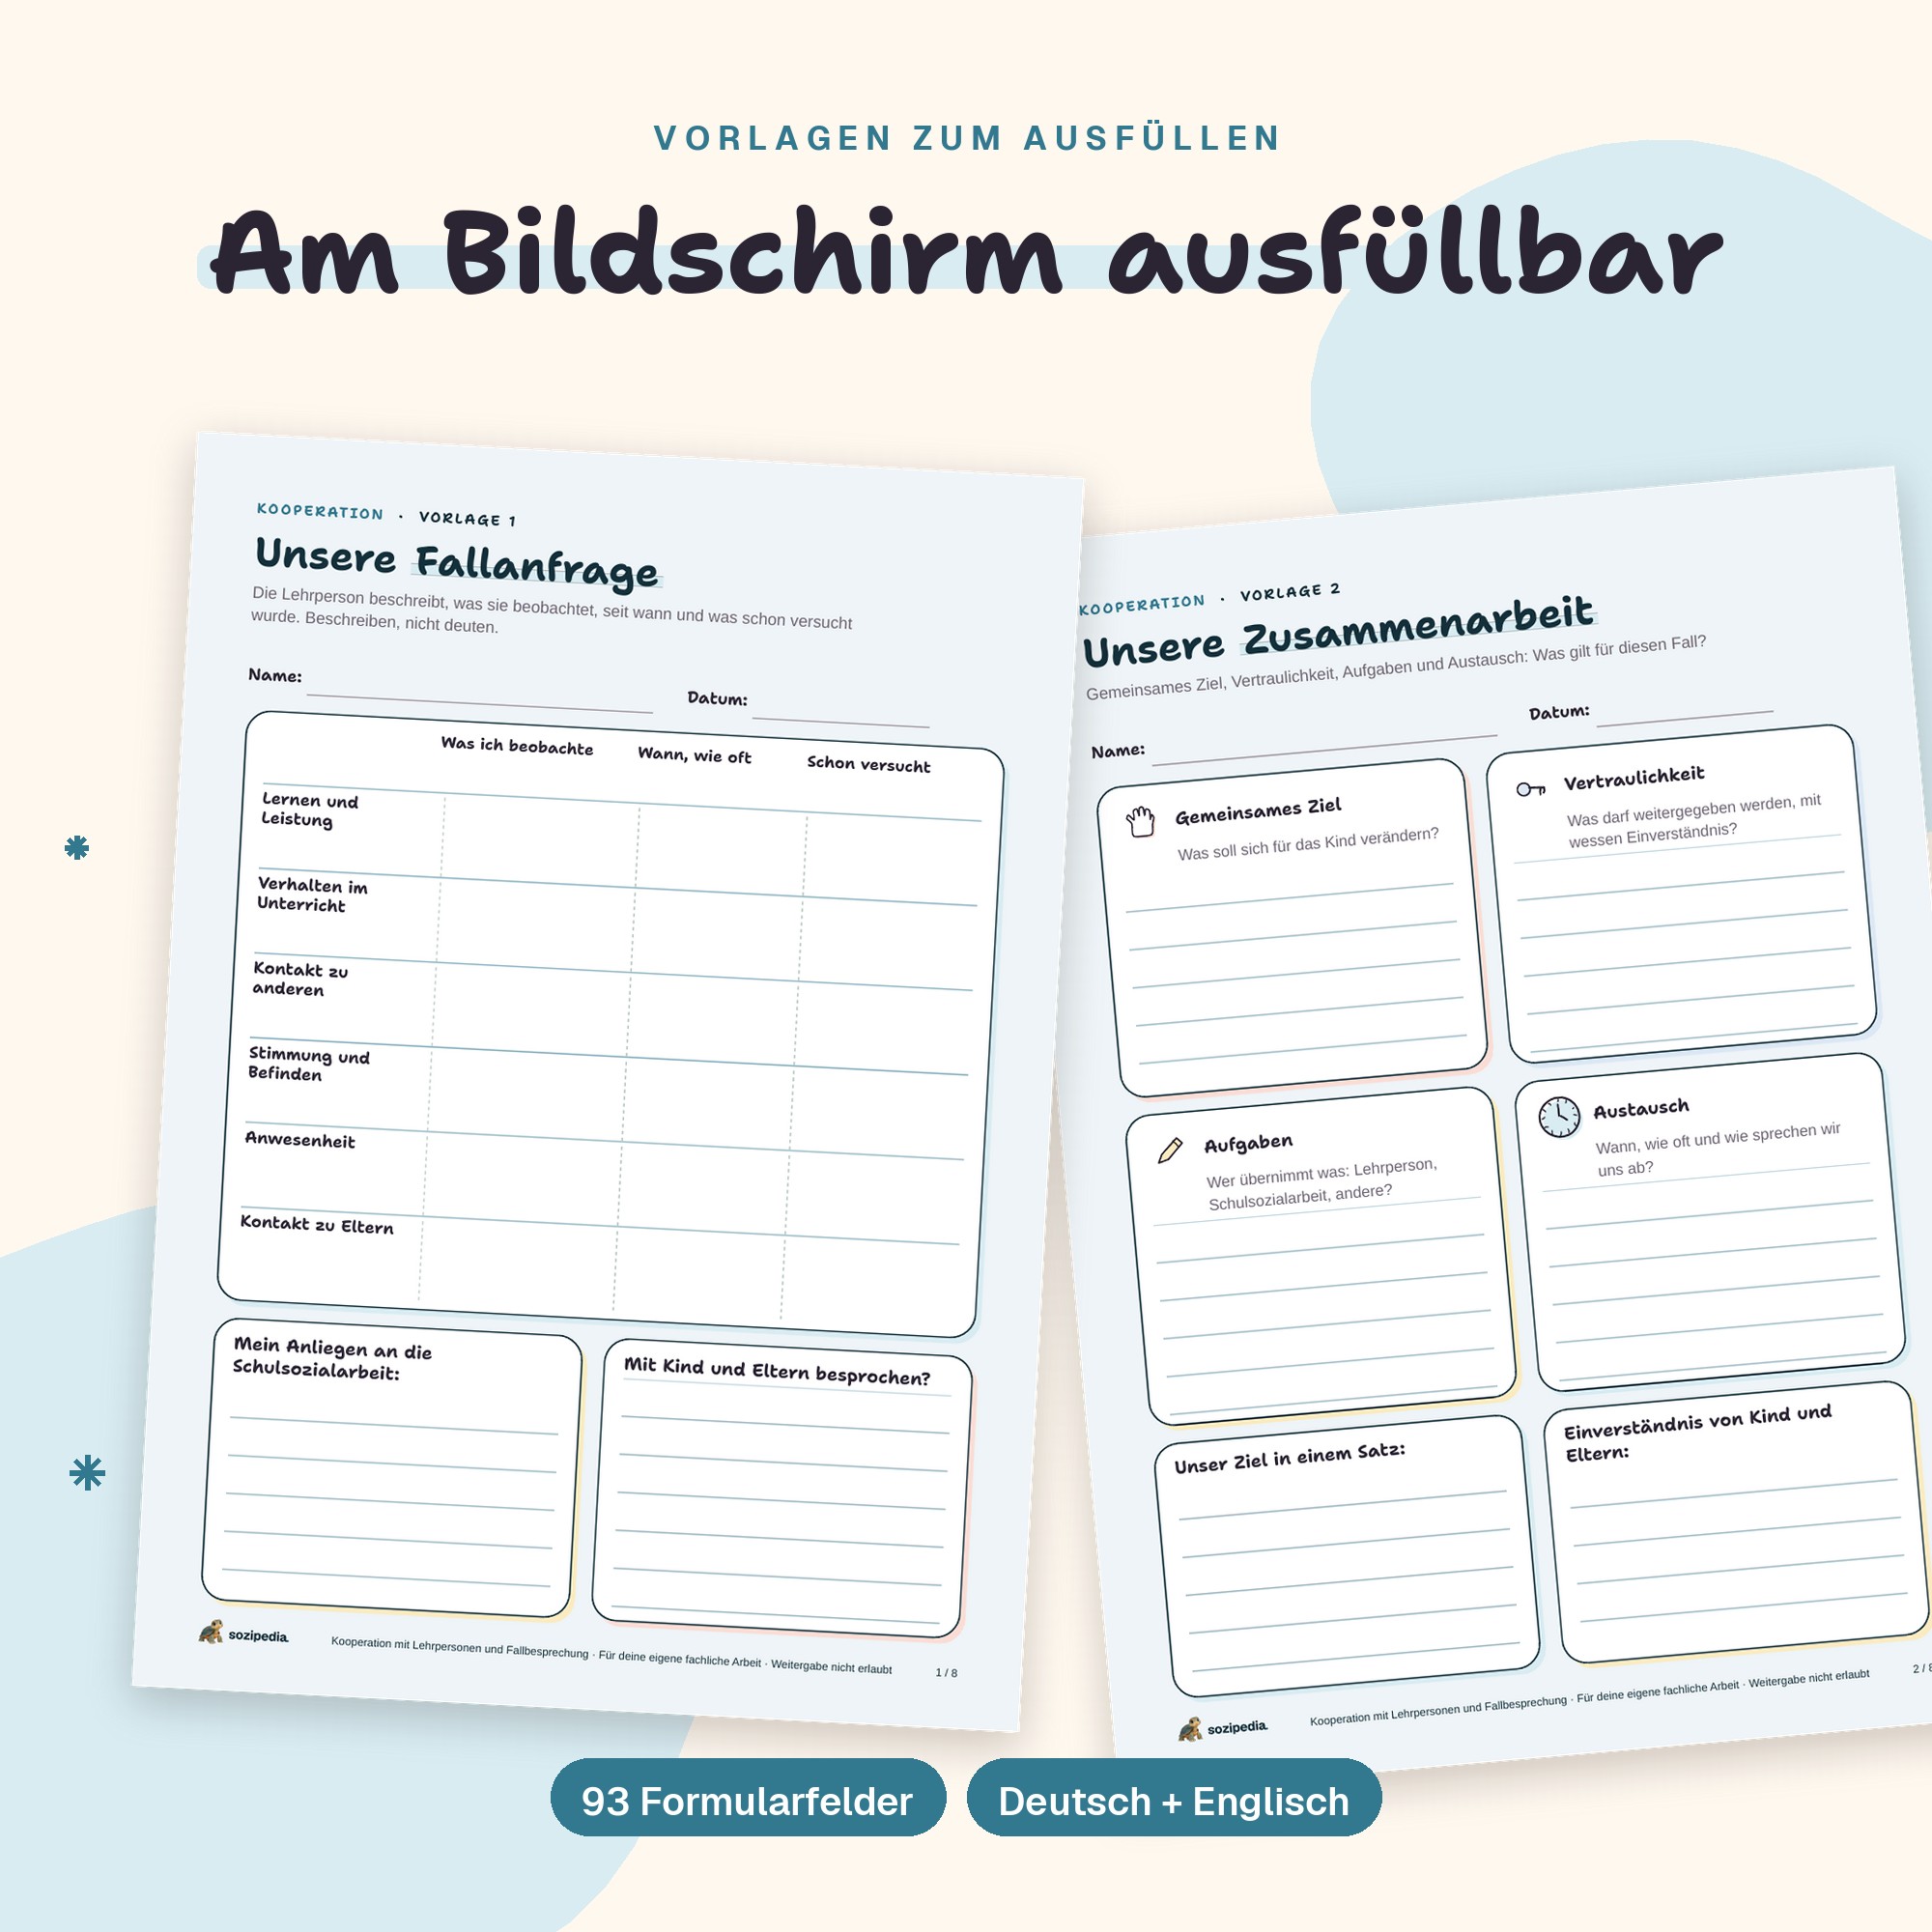 VORLAGEN ZUM AUSFÜLLEN
Am Bildschirm ausfüllbar
KOOPERATION · VORLAGE 1
Unsere Fallanfrage
Die Lehrperson beschreibt, was sie beobachtet, seit wann und was schon versucht
wurde. Beschreiben, nicht deuten.
Name:
Datum:
Was ich beobachte
Wann, wie oft
Schon versucht
Lernen und
Leistung
Verhalten im
Unterricht
Kontakt zu
anderen
Stimmung und
Befinden
Anwesenheit
Kontakt zu Eltern
Mein Anliegen an die
Schulsozialarbeit:
Mit Kind und Eltern besprochen?
sozipedia.
Kooperation mit Lehrpersonen und Fallbesprechung · Für deine eigene fachliche Arbeit · Weitergabe nicht erlaubt
1 / 8
KOOPERATION · VORLAGE 2
Unsere Zusammenarbeit
Gemeinsames Ziel, Vertraulichkeit, Aufgaben und Austausch: Was gilt für diesen Fall?
Name:
Datum:
Gemeinsames Ziel
Was soll sich für das Kind verändern?
Vertraulichkeit
Was darf weitergegeben werden, mit
wessen Einverständnis?
Aufgaben
Wer übernimmt was: Lehrperson,
Schulsozialarbeit, andere?
Austausch
Wann, wie oft und wie sprechen wir
uns ab?
Unser Ziel in einem Satz:
Einverständnis von Kind und
Eltern:
sozipedia.
Kooperation mit Lehrpersonen und Fallbesprechung · Für deine eigene fachliche Arbeit · Weitergabe nicht erlaubt
2 / 8
93 Formularfelder
Deutsch + Englisch